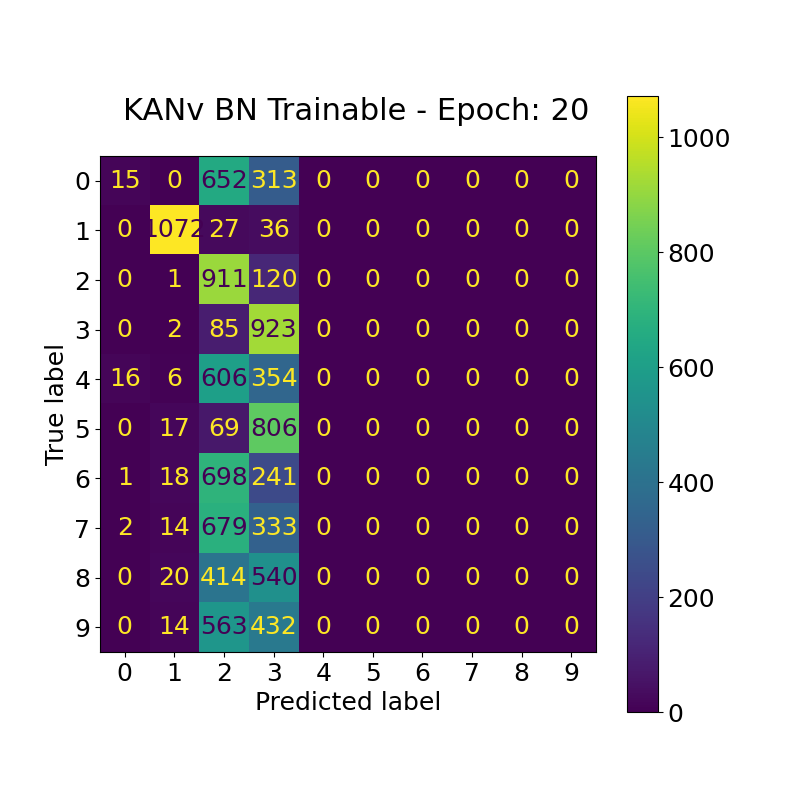 KANv BN Trainable - Epoch: 20
True label
0 15 0 652 313 0 0 0 0 0 0
1 0 1072 27 36 0 0 0 0 0 0
2 0 1 911 120 0 0 0 0 0 0
3 0 2 85 923 0 0 0 0 0 0
4 16 6 606 354 0 0 0 0 0 0
5 0 17 69 806 0 0 0 0 0 0
6 1 18 698 241 0 0 0 0 0 0
7 2 14 679 333 0 0 0 0 0 0
8 0 20 414 540 0 0 0 0 0 0
9 0 14 563 432 0 0 0 0 0 0
0 1 2 3 4 5 6 7 8 9
Predicted label
1000
800
600
400
200
0